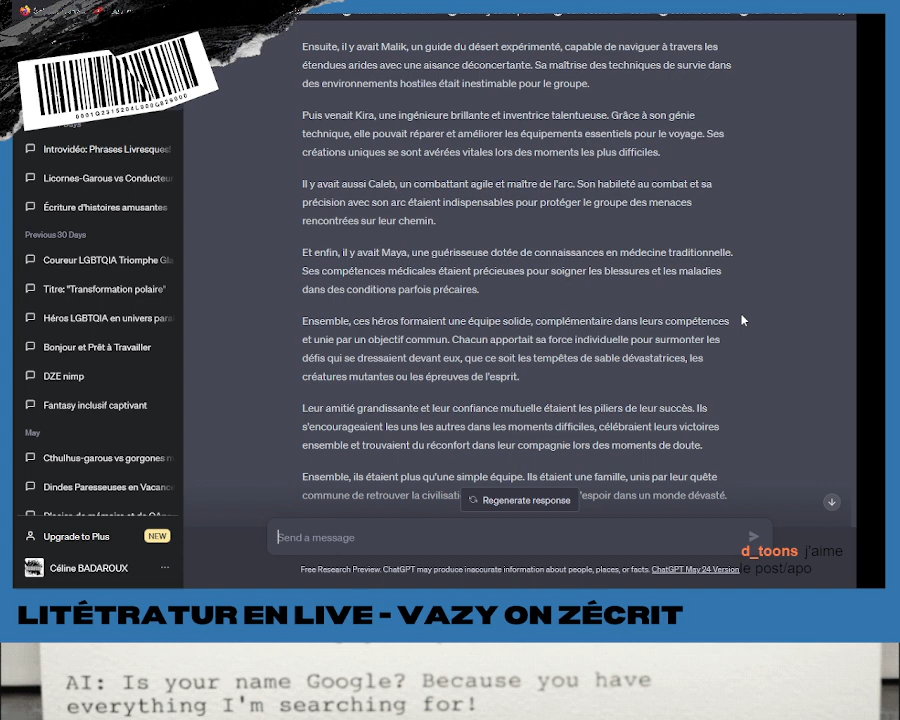 Ensuite, il y avait Malik, un guide du désert expérimenté, capable de naviguer à travers les
étendues arides avec une aisance déconcertante. Sa maîtrise des techniques de survie dans
des environnements hostiles était inestimable pour le groupe.
Puis venait Kira, une ingénieure brillante et inventrice talentueuse. Grâce à son génie
technique, elle pouvait réparer et améliorer les équipements essentiels pour le voyage. Ses
créations uniques se sont avérées vitales lors des moments les plus difficiles.
Il y avait aussi Caleb, un combattant agile et maître de l'arc. Son habileté au combat et sa
précision avec son arc étaient indispensables pour protéger le groupe des menaces
rencontrées sur leur chemin.
Et enfin, il y avait Maya, une guérisseuse dotée de connaissances en médecine traditionnelle.
Ses compétences médicales étaient précieuses pour soigner les blessures et les maladies
dans des conditions parfois précaires.
Ensemble, ces héros formaient une équipe solide, complémentaire dans leurs compétences
et unie par un objectif commun. Chacun apportait sa force individuelle pour surmonter les
défis qui se dressaient devant eux, que ce soit les tempêtes de sable dévastatrices, les
créatures mutantes ou les épreuves de l'esprit.
Leur amitié grandissante et leur confiance mutuelle étaient les piliers de leur succès. Ils
s'encourageaient les uns les autres dans les moments difficiles, célébraient leurs victoires
ensemble et trouvaient du réconfort dans leur compagnie lors des moments de doute.
Ensemble, ils étaient plus qu'une simple équipe. Ils étaient une famille, unis par leur quête
commune de retrouver la civilisati
'espoir dans un monde dévasté.
Regenerate response
Send a message
Free Research Preview. ChatGPT may produce inaccurate information about people, places, or facts. ChatGPT May 24 Version
Introvidéo: Phrases Livresques!
Licornes-Garous vs Conducteur
Écriture d'histoires amusantes
Previous 30 Days
Coureur LGBTQIA Triomphe Gla
Titre: "Transformation polaire"
Héros LGBTQIA en univers para
Bonjour et Prêt à Travailler
DZE nimp
Fantasy inclusif captivant
May
Cthulhus-garous vs gorgones m
Dindes Paresseuses en Vacanc
Upgrade to Plus
NEW
Céline BADAROUX
d_toons j'aime
le post/apo
LITÉTRATUR EN LIVE - VAZY ON ZÉCRIT
AI: Is your name Google? Because you have
everything I'm searching for!